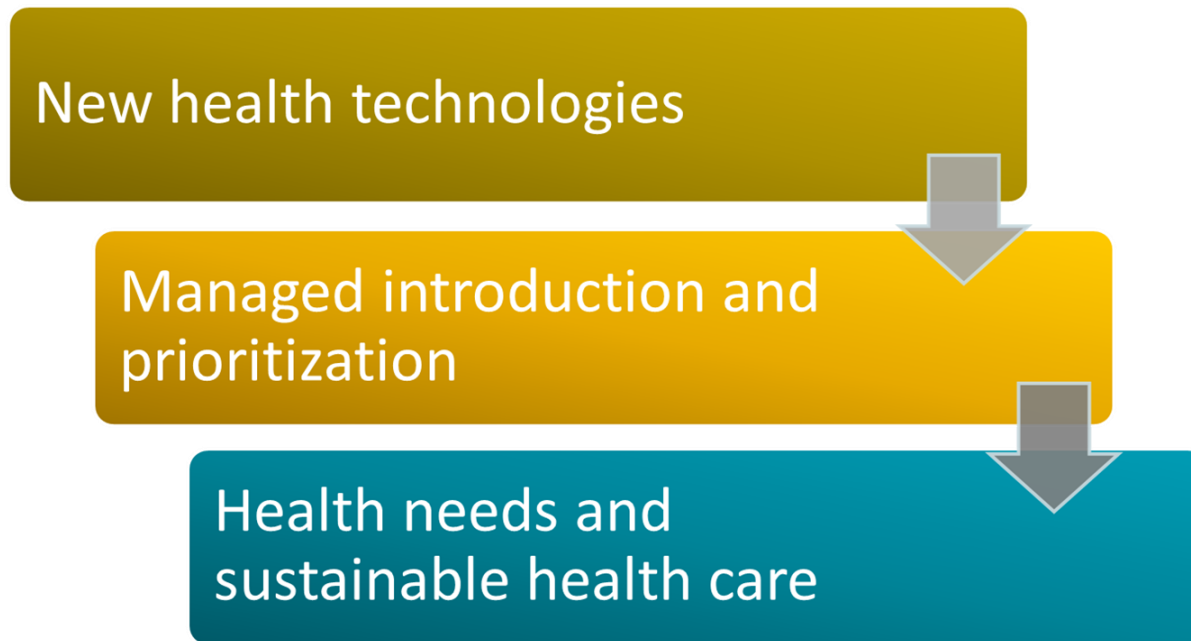 New health technologies
Managed introduction and
prioritization
Health needs and
sustainable health care